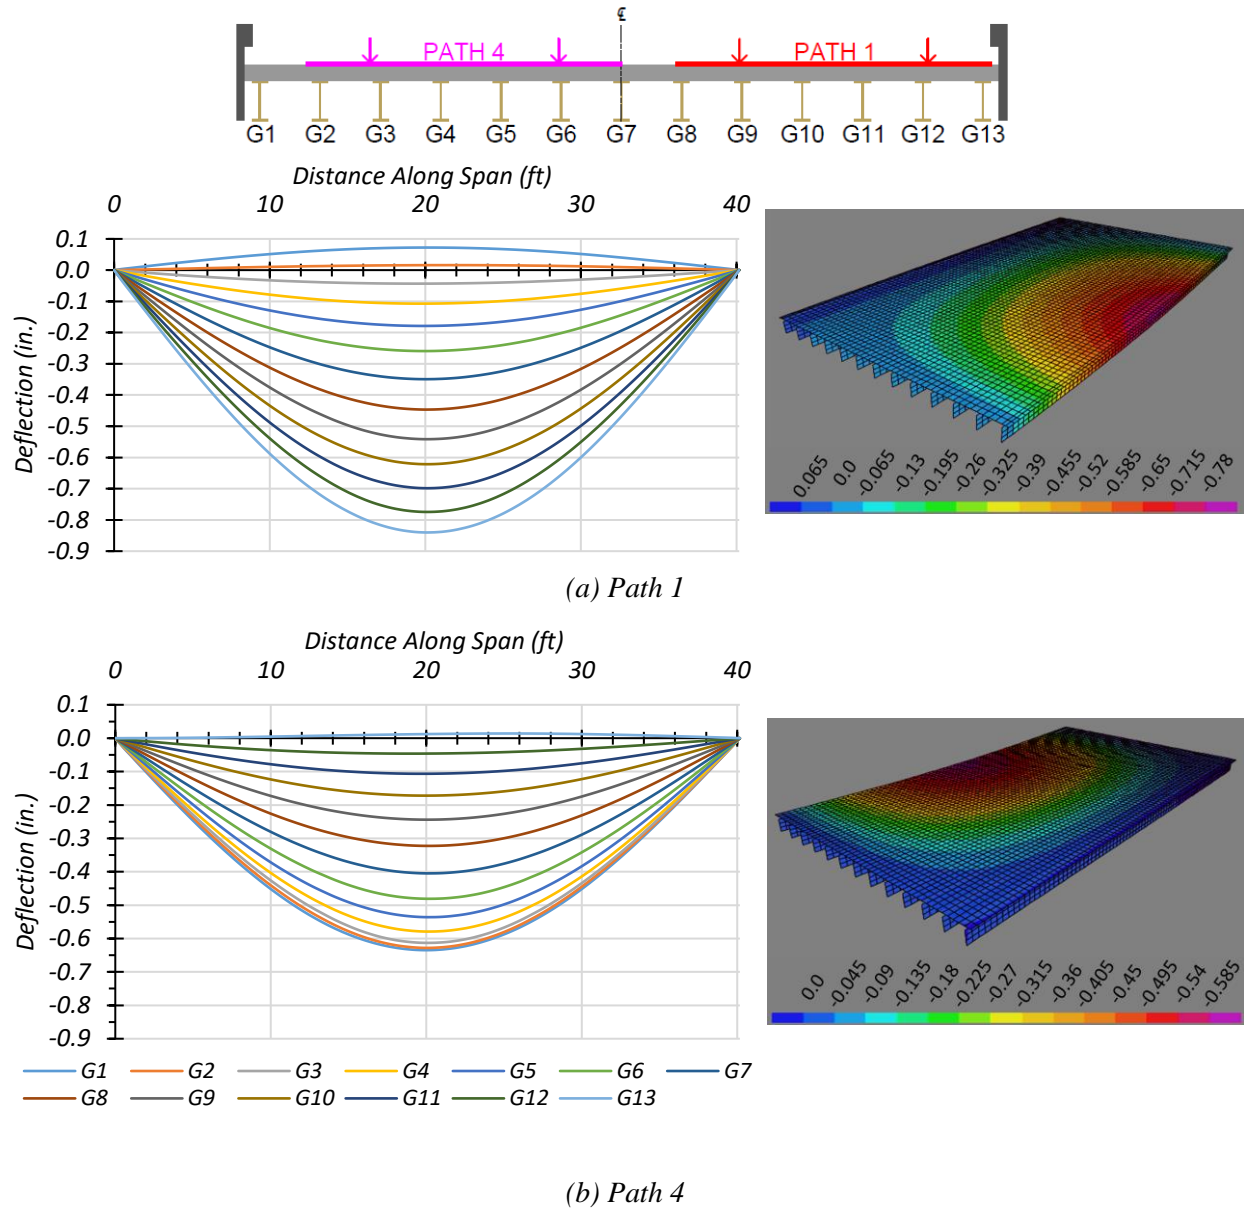 ℄
PATH 4 PATH 1
G1 G2 G3 G4 G5 G6 G7 G8 G9 G10 G11 G12 G13
Distance Along Span (ft)
0 10 20 30 40
0.1
0.0
-0.1
-0.2
-0.3
-0.4
-0.5
-0.6
-0.7
-0.8
-0.9
Deflection (in.)
0.065 0.0 -0.065 -0.13 -0.195 -0.26 -0.325 -0.39 -0.455 -0.52 -0.585 -0.65 -0.715 -0.78
(a) Path 1
Distance Along Span (ft)
0 10 20 30 40
0.1
0.0
-0.1
-0.2
-0.3
-0.4
-0.5
-0.6
-0.7
-0.8
-0.9
Deflection (in.)
0.0 -0.045 -0.09 -0.135 -0.18 -0.225 -0.27 -0.315 -0.36 -0.405 -0.45 -0.495 -0.54 -0.585
G1 G2 G3 G4 G5 G6 G7
G8 G9 G10 G11 G12 G13
(b) Path 4